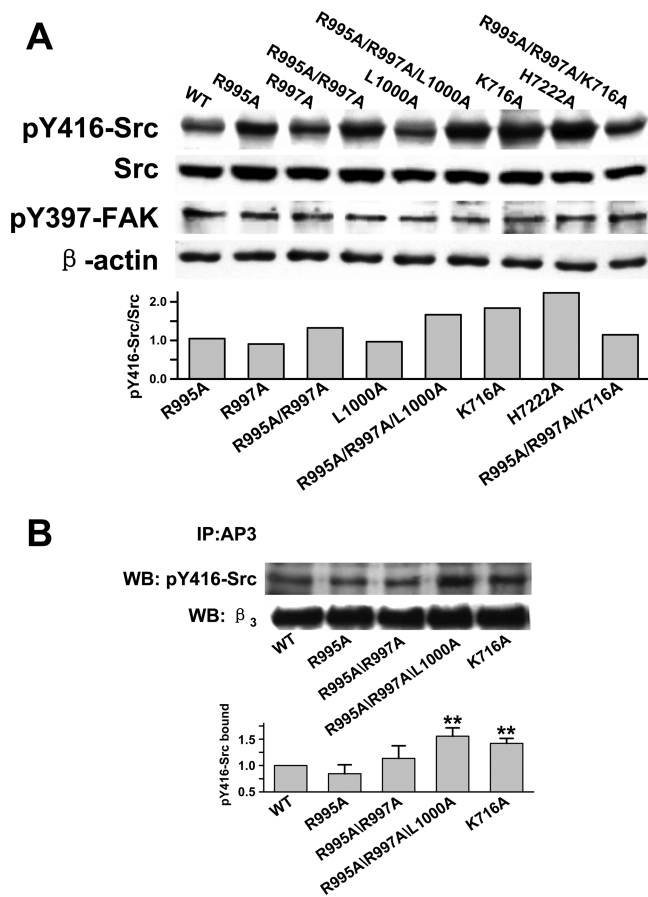 A
WT
R995A
R997A
R995A/R997A
L1000A
R995A/R997A/L1000A
K716A
H7222A
R995A/R997A/K716A
pY416-Src
Src
pY397-FAK
β-actin
pY416-Src/Src
2.0
1.0
0.0
R995A
R997A
R995A/R997A
L1000A
R995A/R997A/L1000A
K716A
H7222A
R995A/R997A/K716A
B
IP:AP3
WB: pY416-Src
WB: β3
WT
R995A
R995A\R997A
R995A\R997A\L1000A
K716A
pY416-Src bound
1.5
1.0
0.5
**
**
WT
R995A
R995A\R997A
R995A\R997A\L1000A
K716A